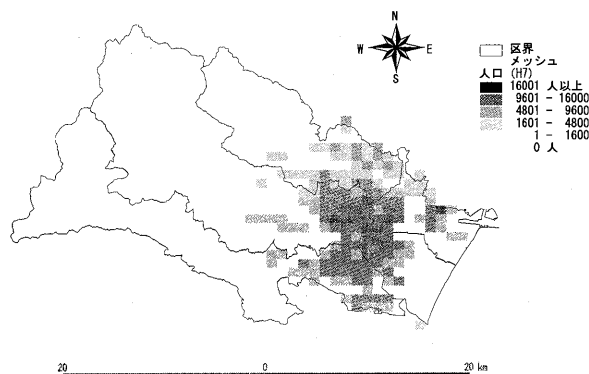 N
W E
S
区界
メッシュ
人口 (H7)
16001 人以上
9601 - 16000
4801 - 9600
1601 - 4800
1 - 1600
0 人
20 0 20 km